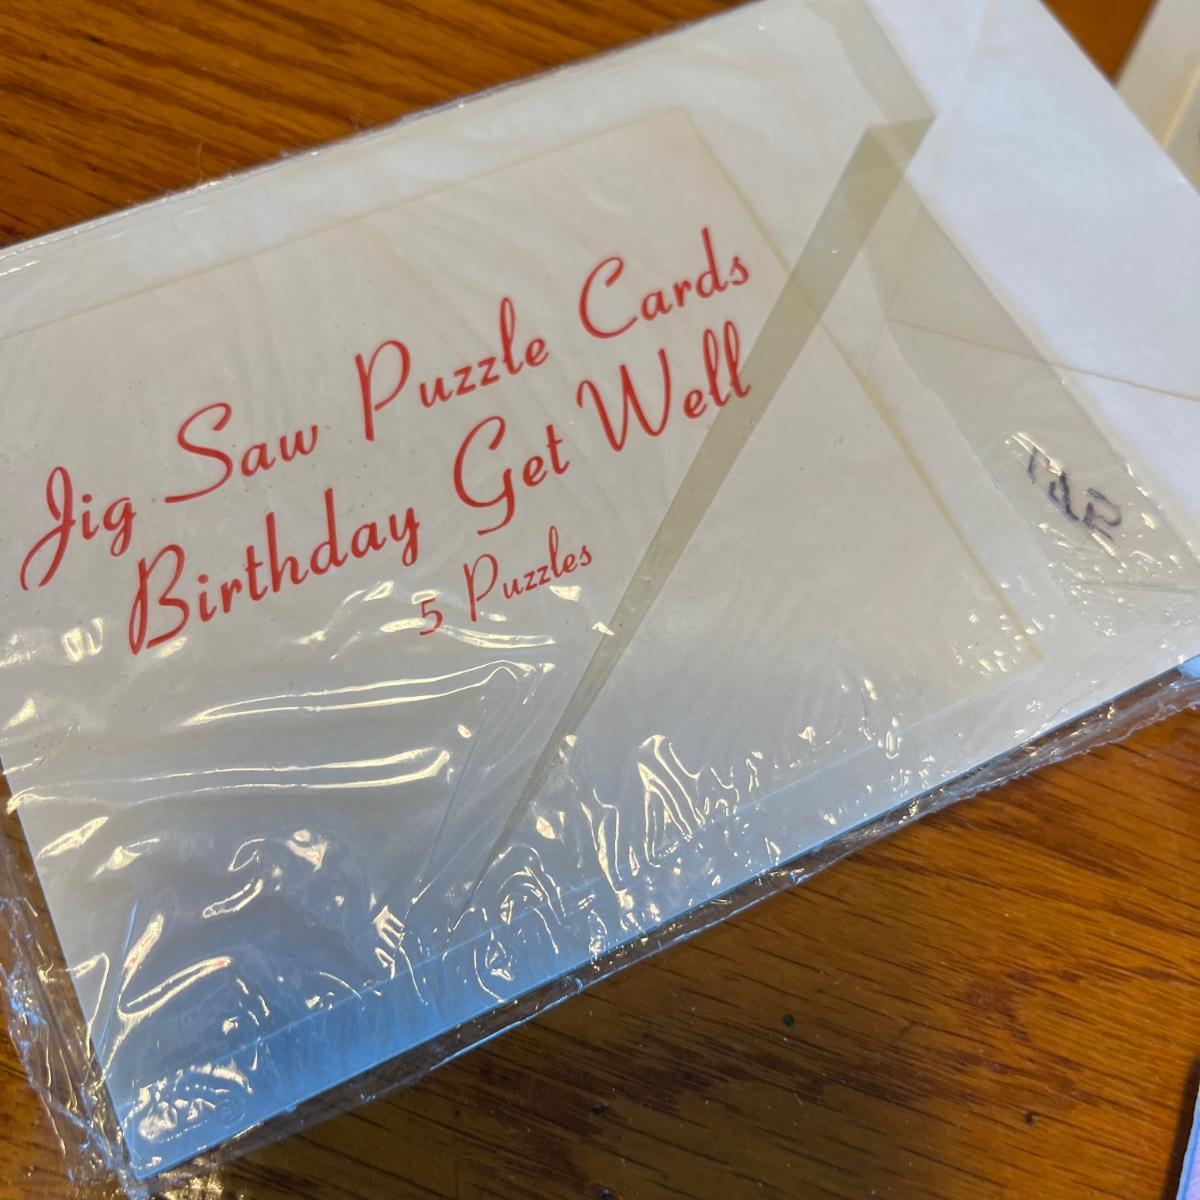 Jig Saw Puzzle Cards
Birthday Get Well
5 Puzzles